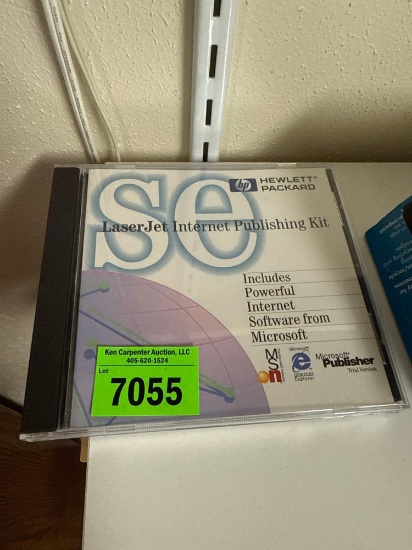 se
hp HEWLETT®
PACKARD
LaserJet Internet Publishing Kit
Includes
Powerful
Internet
Software from
Microsoft
Ken Carpenter Auction, LLC
405-620-1524
Lot
7055
MSn
Microsoft
Internet
Explorer
Microsoft
Publisher
Trial Version